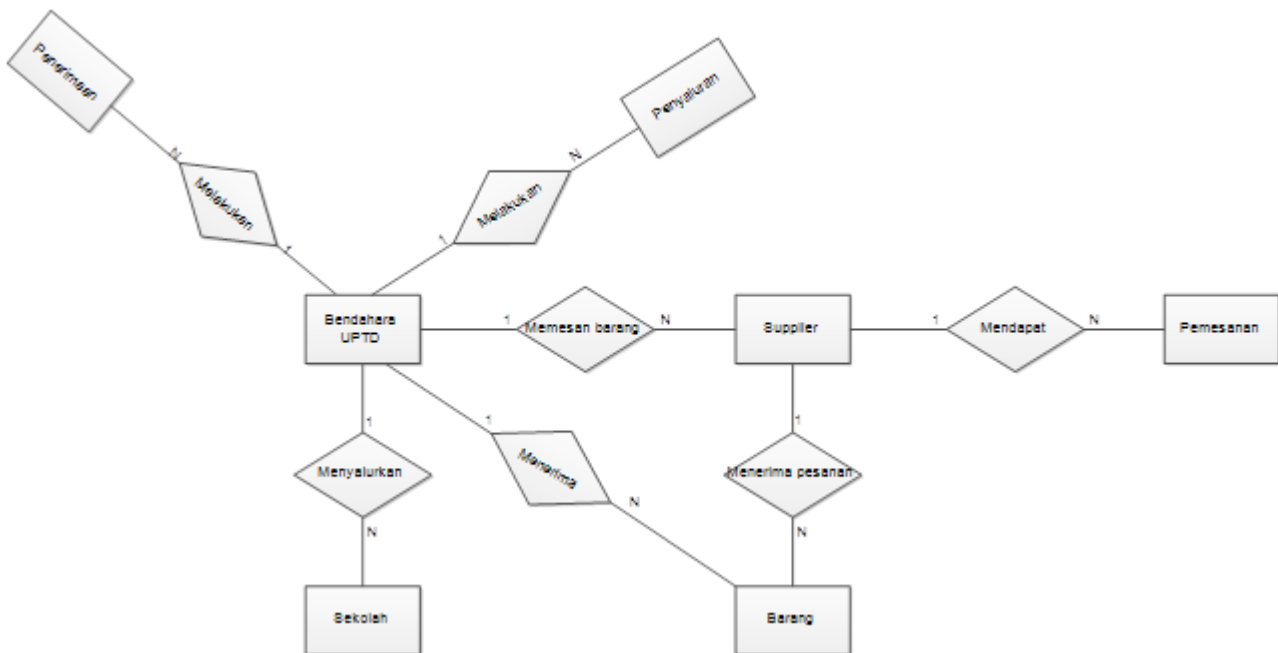 Penerimaan
Penyaluran
N
N
Melakukan
Melakukan
1
1
Bendahara
UPTD
1
Memesan barang
N
Supplier
1
Mendapat
N
Pemesanan
1
1
1
Menyalurkan
Menerima
Menerima pesanan
N
N
N
Sekolah
Barang